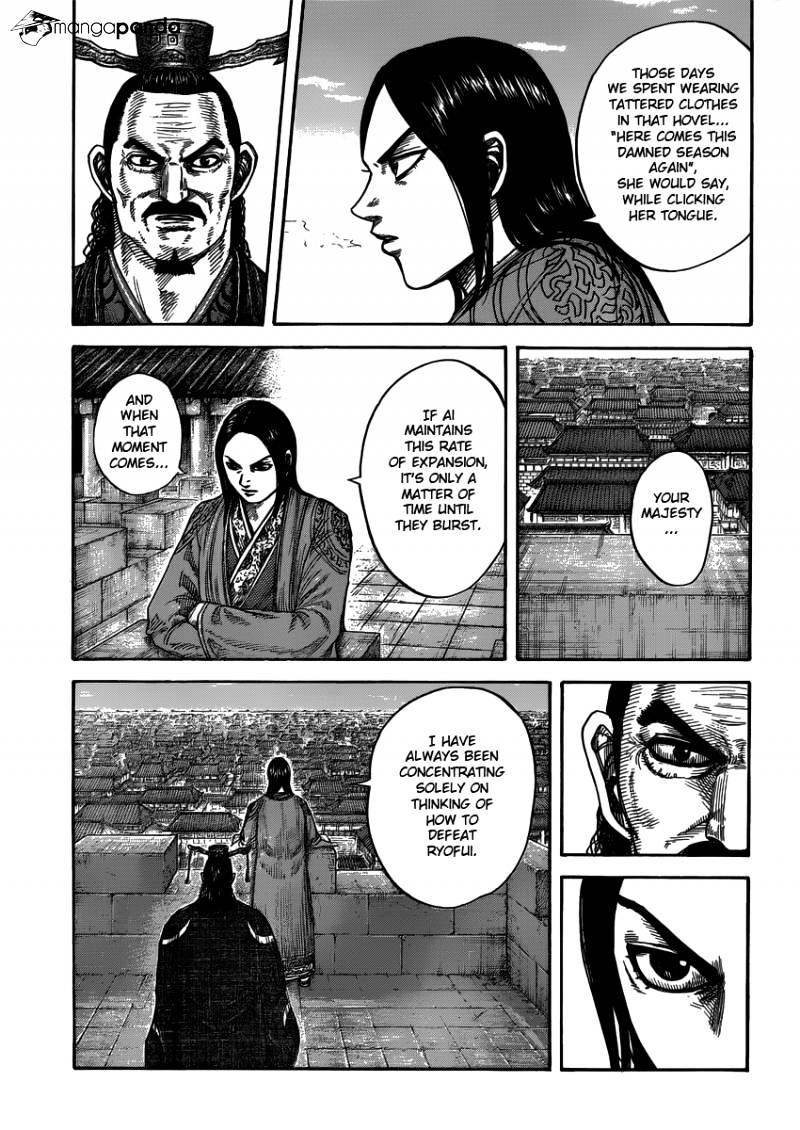 mangapanda
THOSE DAYS
WE SPENT WEARING
TATTERED CLOTHES
IN THAT HOVEL...
"HERE COMES THIS
DAMNED SEASON
AGAIN",
SHE WOULD SAY,
WHILE CLICKING
HER TONGUE.
YOUR
MAJESTY
...
IF AI
MAINTAINS
THIS RATE
OF EXPANSION,
IT'S ONLY A
MATTER OF
TIME UNTIL
THEY BURST.
AND
WHEN
THAT
MOMENT
COMES...
I HAVE
ALWAYS BEEN
CONCENTRATING
SOLELY ON
THINKING OF
HOW TO
DEFEAT
RYOFUI.